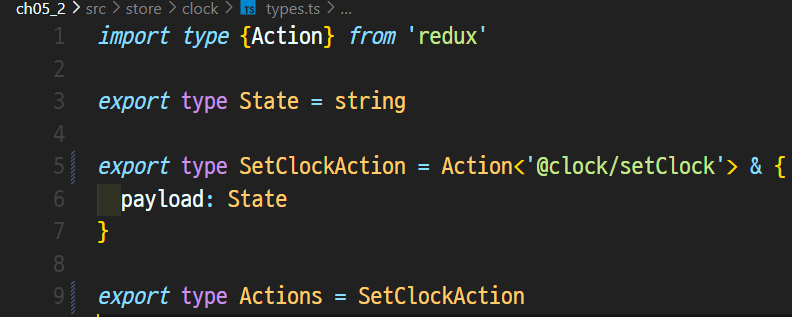 ch05_2 > src > store > clock > TS types.ts > ...
1 import type {Action} from 'redux'
2
3 export type State = string
4
5 export type SetClockAction = Action<'@clock/setClock'> & {
6   payload: State
7 }
8
9 export type Actions = SetClockAction